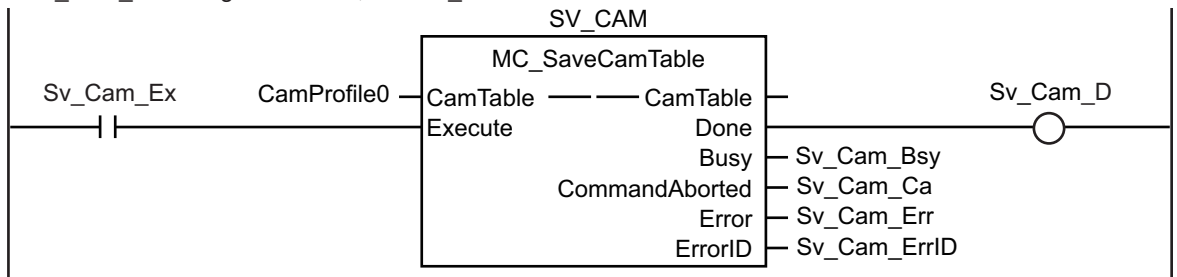 SV_CAM
MC_SaveCamTable
Sv_Cam_Ex CamProfile0 CamTable CamTable Sv_Cam_D
Execute Done
Busy Sv_Cam_Bsy
CommandAborted Sv_Cam_Ca
Error Sv_Cam_Err
ErrorID Sv_Cam_ErrID